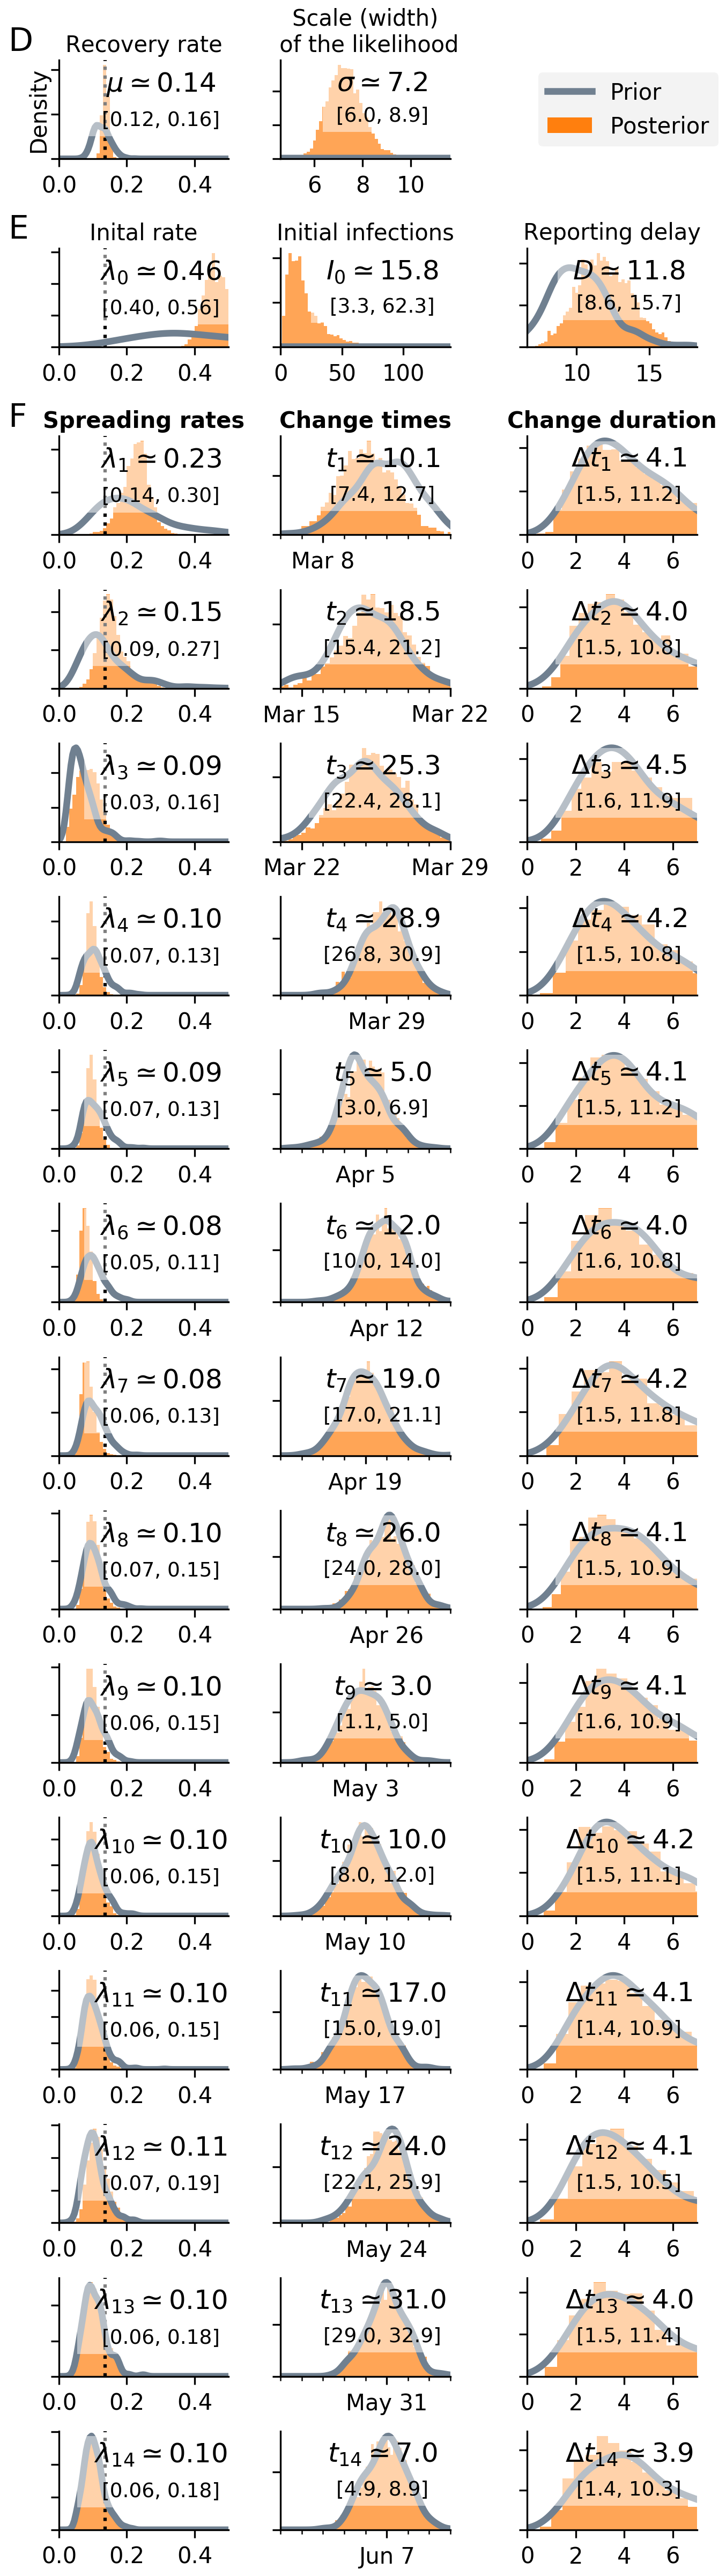 D
Recovery rate
Scale (width)
of the likelihood
Density
μ ≃ 0.14
[0.12, 0.16]
0.0 0.2 0.4
σ ≃ 7.2
[6.0, 8.9]
6 8 10
Prior
Posterior
E
Inital rate
Initial infections
Reporting delay
λ0 ≃ 0.46
[0.40, 0.56]
0.0 0.2 0.4
I0 ≃ 15.8
[3.3, 62.3]
0 50 100
D ≃ 11.8
[8.6, 15.7]
10 15
F
Spreading rates
Change times
Change duration
λ1 ≃ 0.23
[0.14, 0.30]
0.0 0.2 0.4
t1 ≃ 10.1
[7.4, 12.7]
Mar 8
Δt1 ≃ 4.1
[1.5, 11.2]
0 2 4 6
λ2 ≃ 0.15
[0.09, 0.27]
0.0 0.2 0.4
t2 ≃ 18.5
[15.4, 21.2]
Mar 15 Mar 22
Δt2 ≃ 4.0
[1.5, 10.8]
0 2 4 6
λ3 ≃ 0.09
[0.03, 0.16]
0.0 0.2 0.4
t3 ≃ 25.3
[22.4, 28.1]
Mar 22 Mar 29
Δt3 ≃ 4.5
[1.6, 11.9]
0 2 4 6
λ4 ≃ 0.10
[0.07, 0.13]
0.0 0.2 0.4
t4 ≃ 28.9
[26.8, 30.9]
Mar 29
Δt4 ≃ 4.2
[1.5, 10.8]
0 2 4 6
λ5 ≃ 0.09
[0.07, 0.13]
0.0 0.2 0.4
t5 ≃ 5.0
[3.0, 6.9]
Apr 5
Δt5 ≃ 4.1
[1.5, 11.2]
0 2 4 6
λ6 ≃ 0.08
[0.05, 0.11]
0.0 0.2 0.4
t6 ≃ 12.0
[10.0, 14.0]
Apr 12
Δt6 ≃ 4.0
[1.6, 10.8]
0 2 4 6
λ7 ≃ 0.08
[0.06, 0.13]
0.0 0.2 0.4
t7 ≃ 19.0
[17.0, 21.1]
Apr 19
Δt7 ≃ 4.2
[1.5, 11.8]
0 2 4 6
λ8 ≃ 0.10
[0.07, 0.15]
0.0 0.2 0.4
t8 ≃ 26.0
[24.0, 28.0]
Apr 26
Δt8 ≃ 4.1
[1.5, 10.9]
0 2 4 6
λ9 ≃ 0.10
[0.06, 0.15]
0.0 0.2 0.4
t9 ≃ 3.0
[1.1, 5.0]
May 3
Δt9 ≃ 4.1
[1.6, 10.9]
0 2 4 6
λ10 ≃ 0.10
[0.06, 0.15]
0.0 0.2 0.4
t10 ≃ 10.0
[8.0, 12.0]
May 10
Δt10 ≃ 4.2
[1.5, 11.1]
0 2 4 6
λ11 ≃ 0.10
[0.06, 0.15]
0.0 0.2 0.4
t11 ≃ 17.0
[15.0, 19.0]
May 17
Δt11 ≃ 4.1
[1.4, 10.9]
0 2 4 6
λ12 ≃ 0.11
[0.07, 0.19]
0.0 0.2 0.4
t12 ≃ 24.0
[22.1, 25.9]
May 24
Δt12 ≃ 4.1
[1.5, 10.5]
0 2 4 6
λ13 ≃ 0.10
[0.06, 0.18]
0.0 0.2 0.4
t13 ≃ 31.0
[29.0, 32.9]
May 31
Δt13 ≃ 4.0
[1.5, 11.4]
0 2 4 6
λ14 ≃ 0.10
[0.06, 0.18]
0.0 0.2 0.4
t14 ≃ 7.0
[4.9, 8.9]
Jun 7
Δt14 ≃ 3.9
[1.4, 10.3]
0 2 4 6